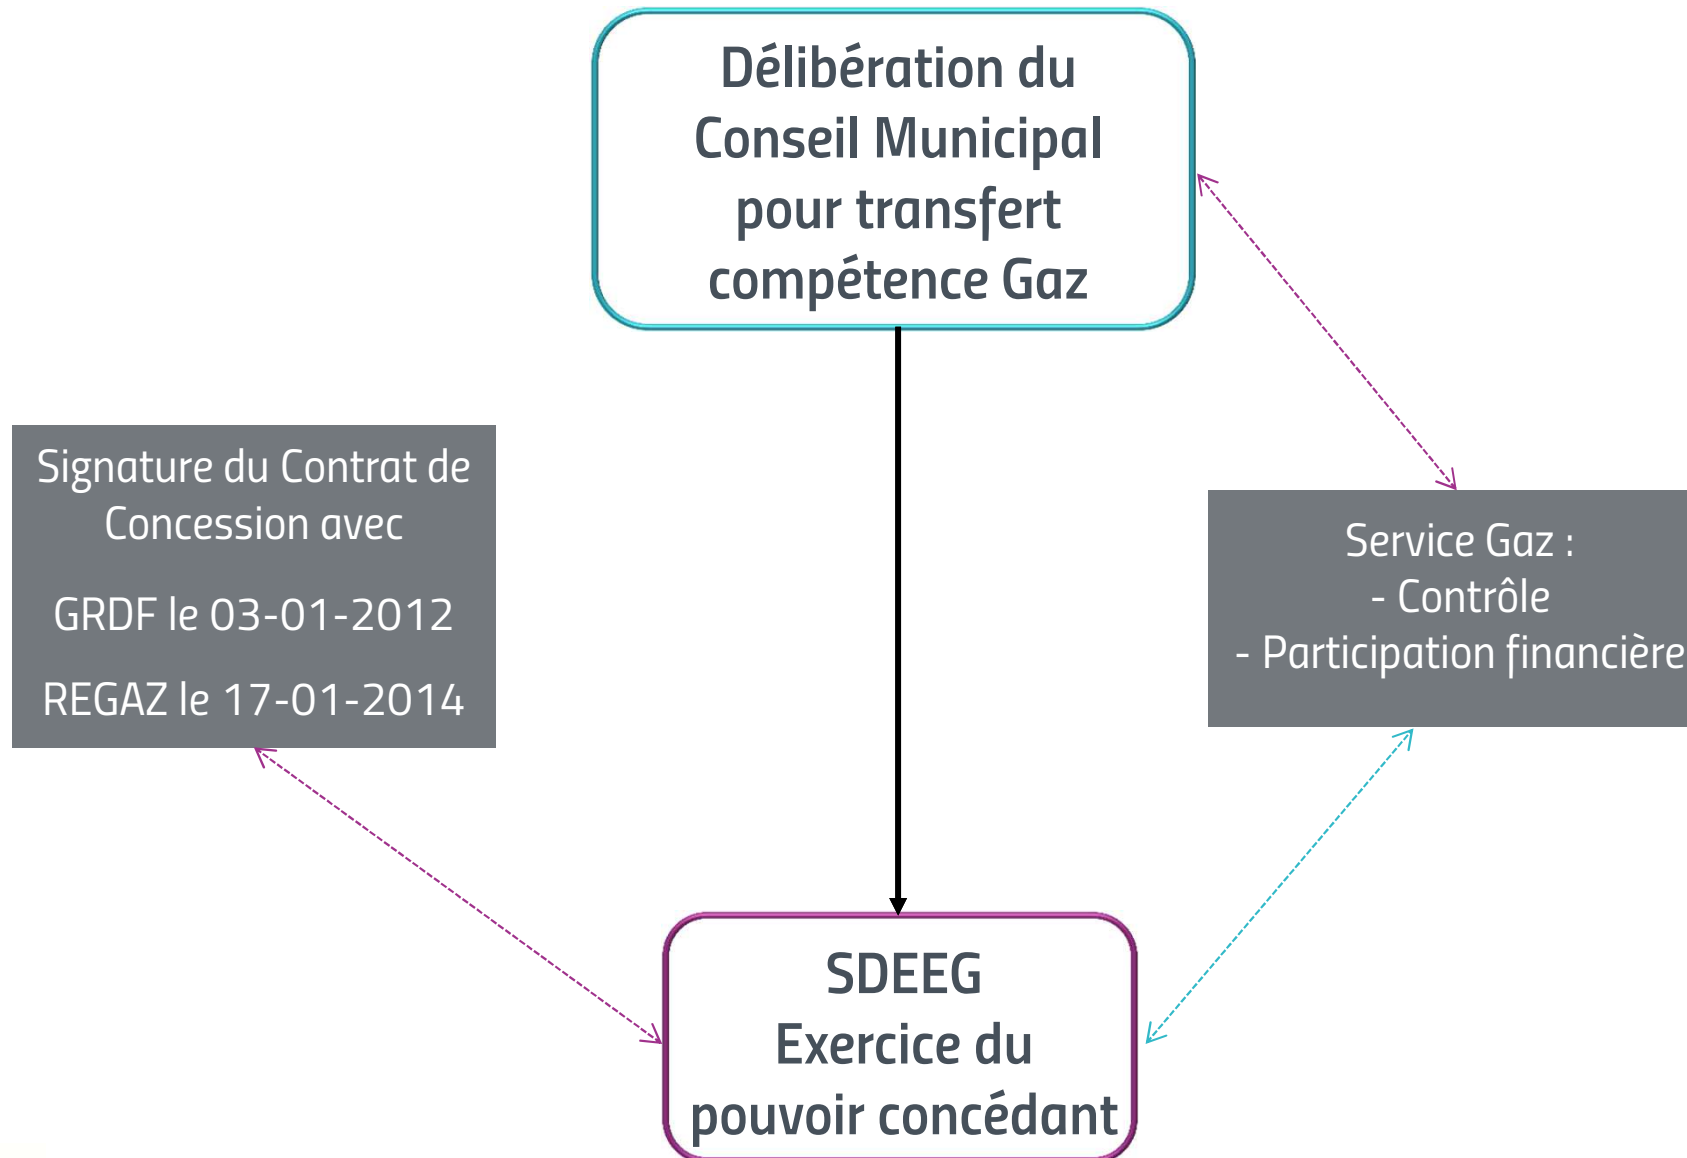 Délibération du
Conseil Municipal
pour transfert
compétence Gaz
Signature du Contrat de
Concession avec
GRDF le 03-01-2012
REGAZ le 17-01-2014
Service Gaz :
- Contrôle
- Participation financière
SDEEG
Exercice du
pouvoir concédant